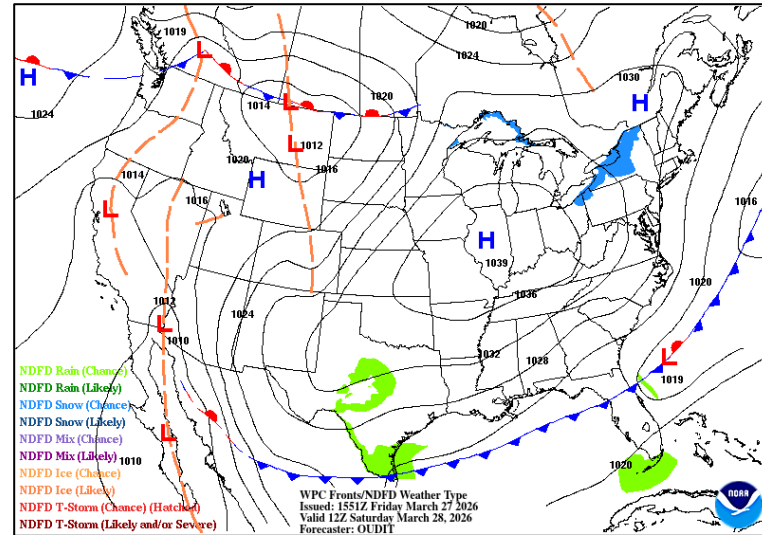 1019
1020
1024
1030
H
L
H
1024
L
1014
1020
H
L
1012
1020
1016
H
1014
1016
L
1016
H
1039
1020
1012
1024
1036
L
1010
1032
1028
L
1019
NDFD Rain (Chance)
NDFD Rain (Likely)
NDFD Snow (Chance)
NDFD Snow (Likely)
NDFD Mix (Chance)
NDFD Mix (Likely)
NDFD Ice (Chance)
NDFD Ice (Likely)
NDFD T-Storm (Chance) (Hatched)
NDFD T-Storm (Likely and/or Severe)
L
1010
1020
WPC Fronts/NDFD Weather Type
Issued: 1551Z Friday March 27 2026
Valid 12Z Saturday March 28, 2026
Forecaster: OUDIT
NOAA